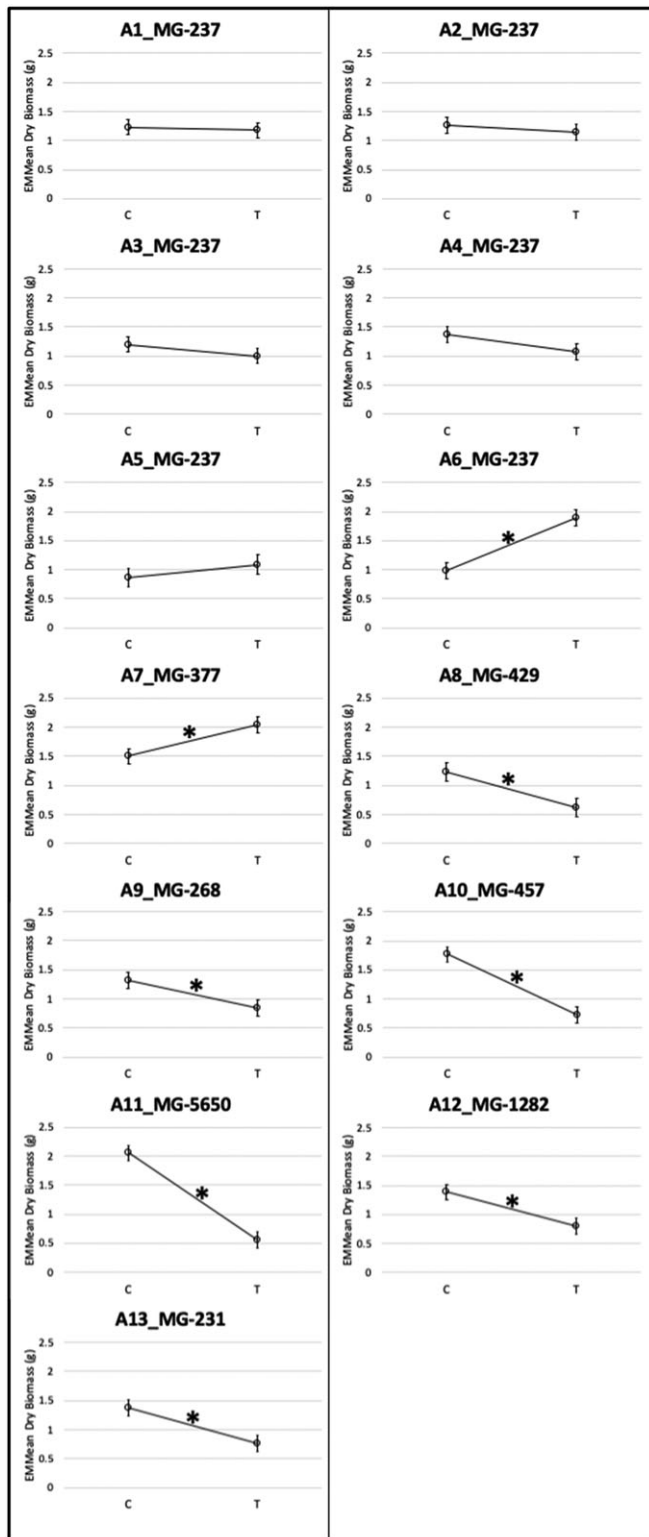 A1_MG-237
EMMean Dry Biomass (g)
2.5
2
1.5
1
0.5
0
C T
A2_MG-237
EMMean Dry Biomass (g)
2.5
2
1.5
1
0.5
0
C T
A3_MG-237
EMMean Dry Biomass (g)
2.5
2
1.5
1
0.5
0
C T
A4_MG-237
EMMean Dry Biomass (g)
2.5
2
1.5
1
0.5
0
C T
A5_MG-237
EMMean Dry Biomass (g)
2.5
2
1.5
1
0.5
0
C T
A6_MG-237
EMMean Dry Biomass (g)
2.5
2
1.5
1
0.5
0
*
C T
A7_MG-377
EMMean Dry Biomass (g)
2.5
2
1.5
1
0.5
0
*
C T
A8_MG-429
EMMean Dry Biomass (g)
2.5
2
1.5
1
0.5
0
*
C T
A9_MG-268
EMMean Dry Biomass (g)
2.5
2
1.5
1
0.5
0
*
C T
A10_MG-457
EMMean Dry Biomass (g)
2.5
2
1.5
1
0.5
0
*
C T
A11_MG-5650
EMMean Dry Biomass (g)
2.5
2
1.5
1
0.5
0
*
C T
A12_MG-1282
EMMean Dry Biomass (g)
2.5
2
1.5
1
0.5
0
*
C T
A13_MG-231
EMMean Dry Biomass (g)
2.5
2
1.5
1
0.5
0
*
C T